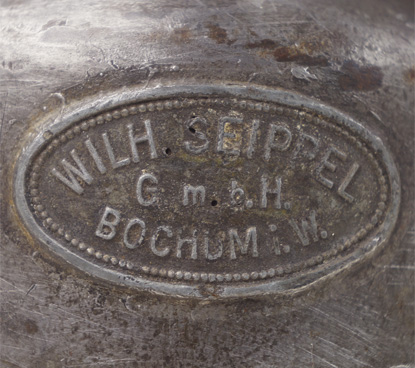 WILH. SEIPPEL
G. m. b. H.
BOCHUM i. W.